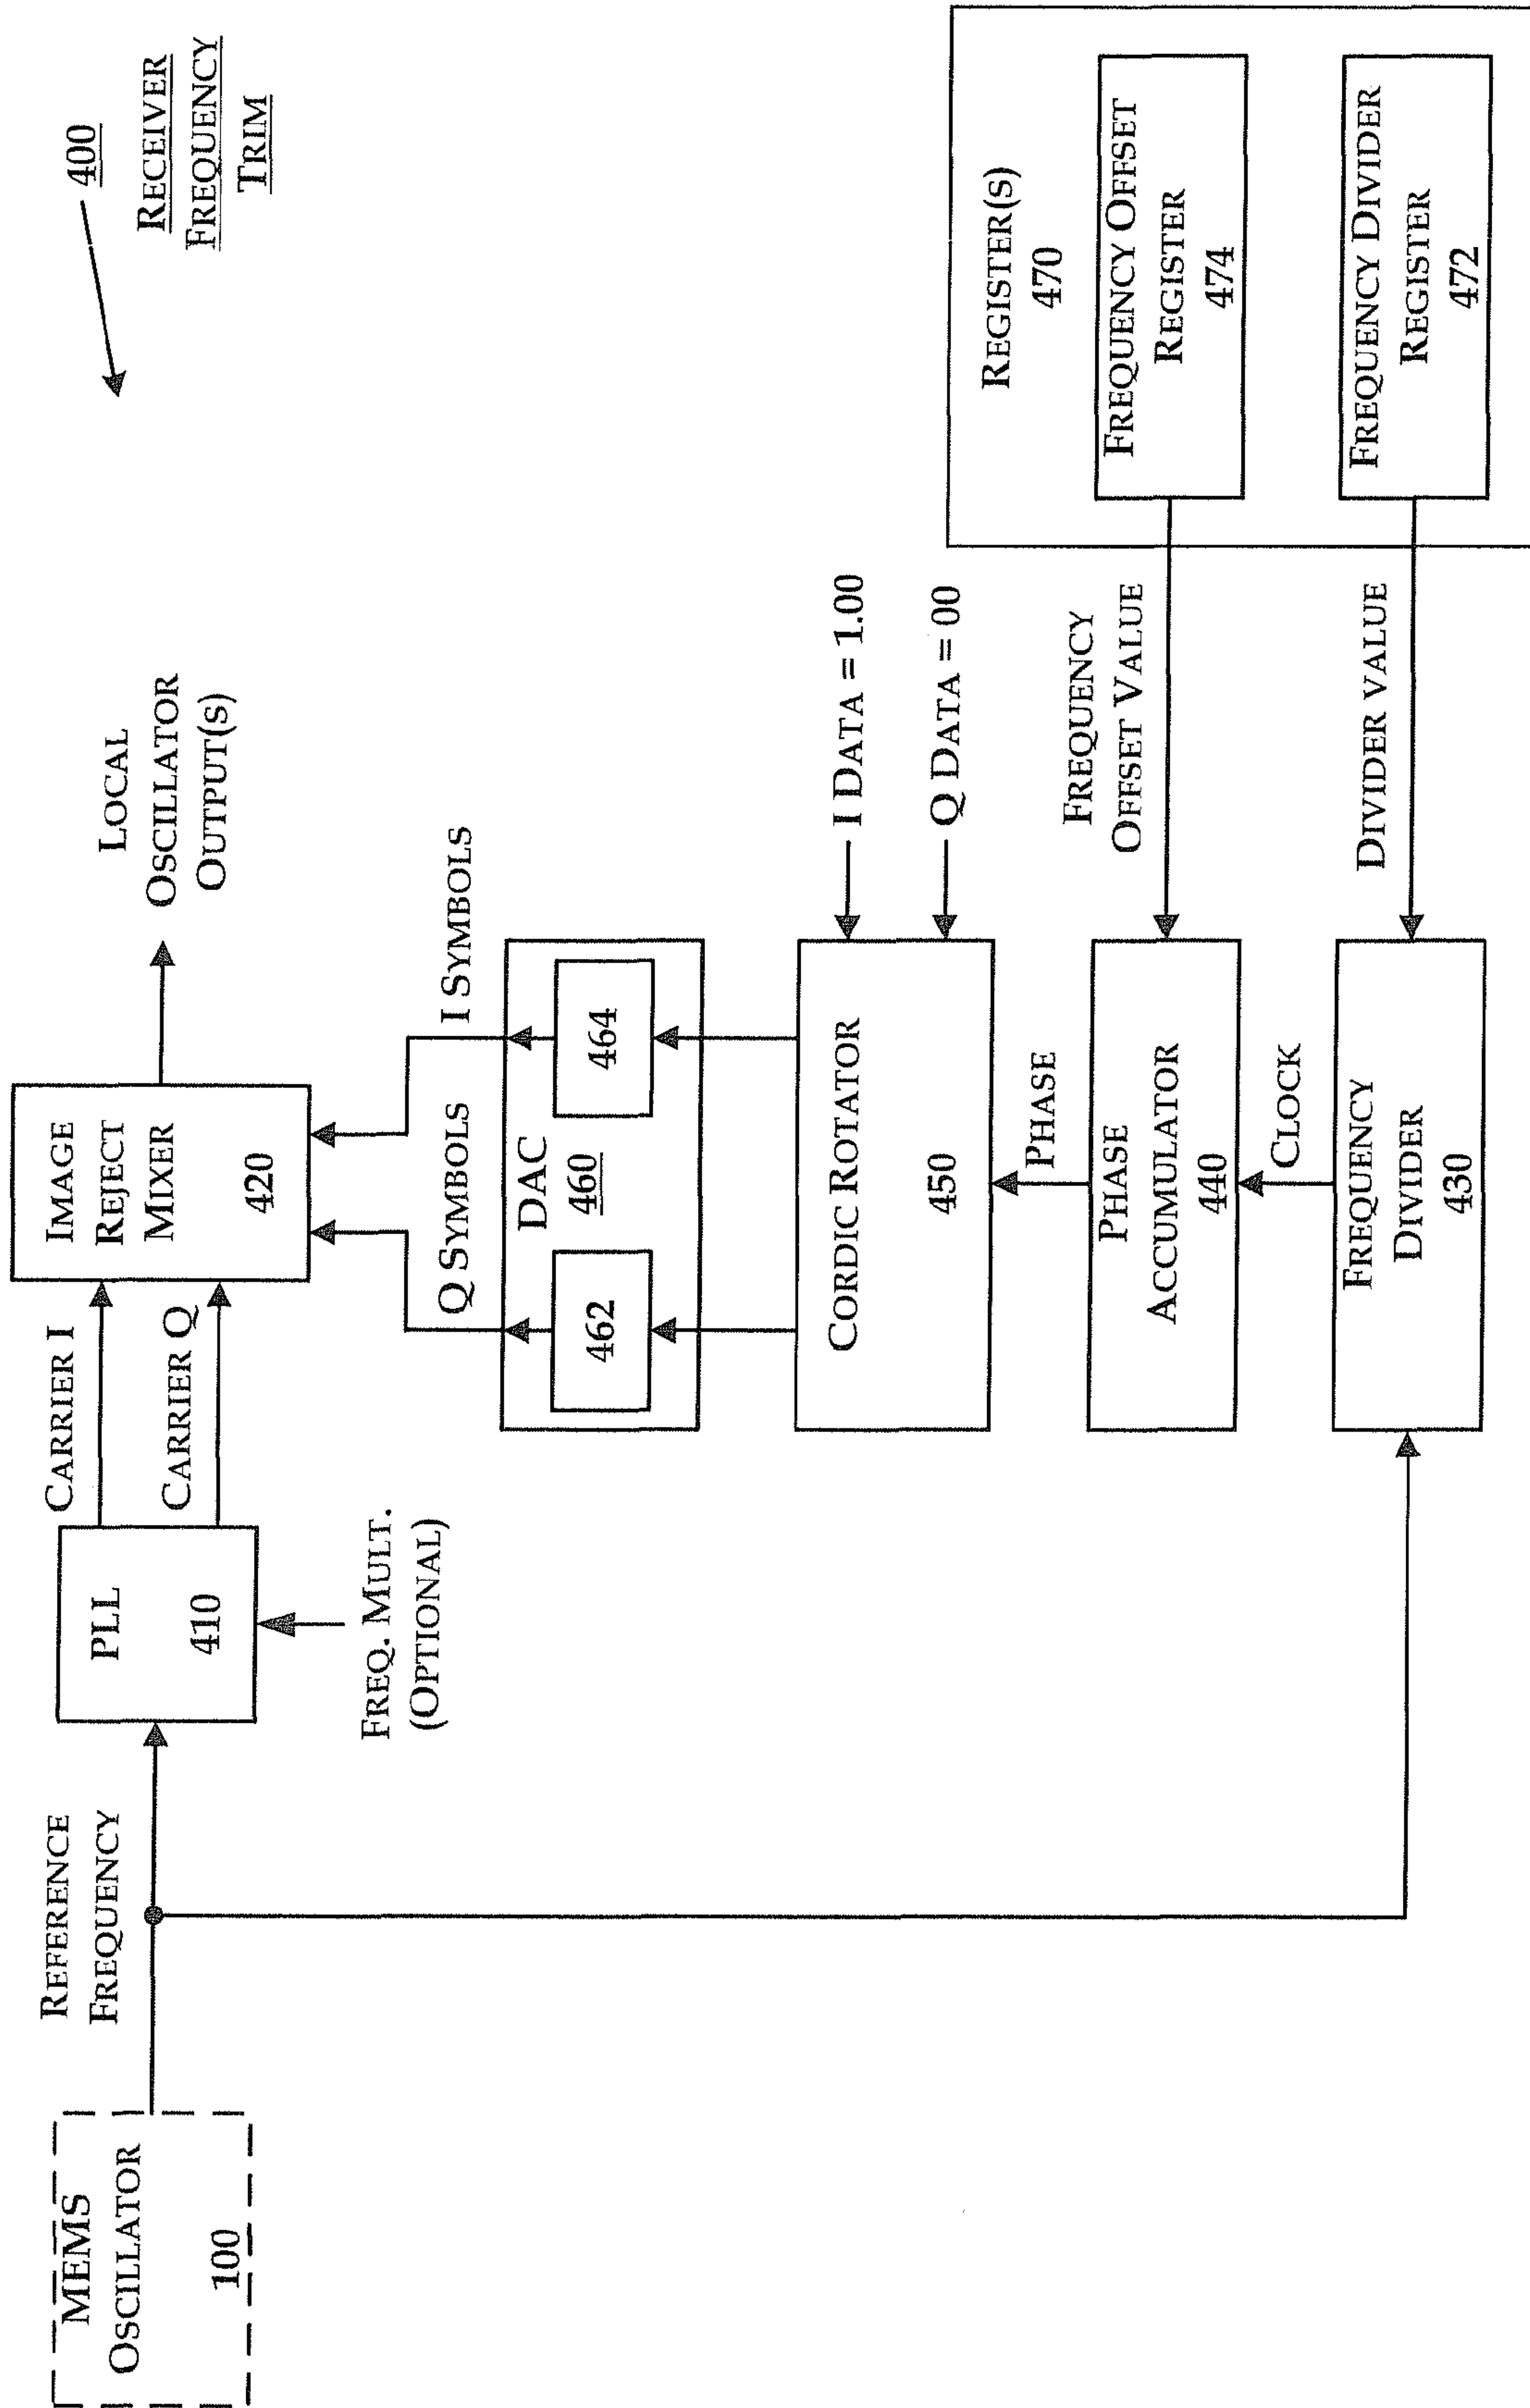 400
RECEIVER
FREQUENCY
TRIM
MEMS
OSCILLATOR
100
REFERENCE
FREQUENCY
PLL
410
FREQ. MULT.
(OPTIONAL)
CARRIER I
CARRIER Q
IMAGE
REJECT
MIXER
420
LOCAL
OSCILLATOR
OUTPUT(S)
Q SYMBOLS
I SYMBOLS
DAC
460
462
464
CORDIC ROTATOR
450
I DATA = 1.00
Q DATA = 00
PHASE
PHASE
ACCUMULATOR
440
FREQUENCY
OFFSET VALUE
CLOCK
FREQUENCY
DIVIDER
430
DIVIDER VALUE
REGISTER(S)
470
FREQUENCY OFFSET
REGISTER
474
FREQUENCY DIVIDER
REGISTER
472